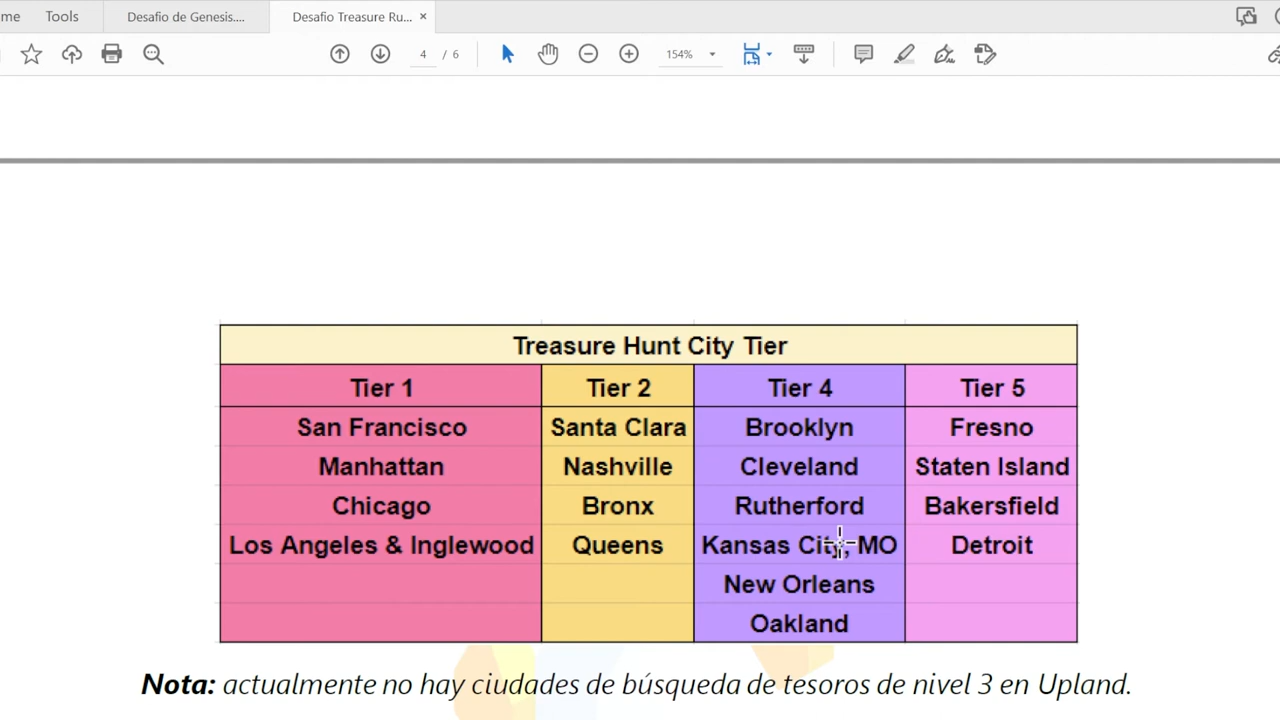 me Tools Desafio de Genesis.... Desafio Treasure Ru... ×
4 / 6 154%
Treasure Hunt City Tier
Tier 1 Tier 2 Tier 4 Tier 5
San Francisco Santa Clara Brooklyn Fresno
Manhattan Nashville Cleveland Staten Island
Chicago Bronx Rutherford Bakersfield
Los Angeles & Inglewood Queens Kansas City, MO Detroit
New Orleans
Oakland
Nota: actualmente no hay ciudades de búsqueda de tesoros de nivel 3 en Upland.